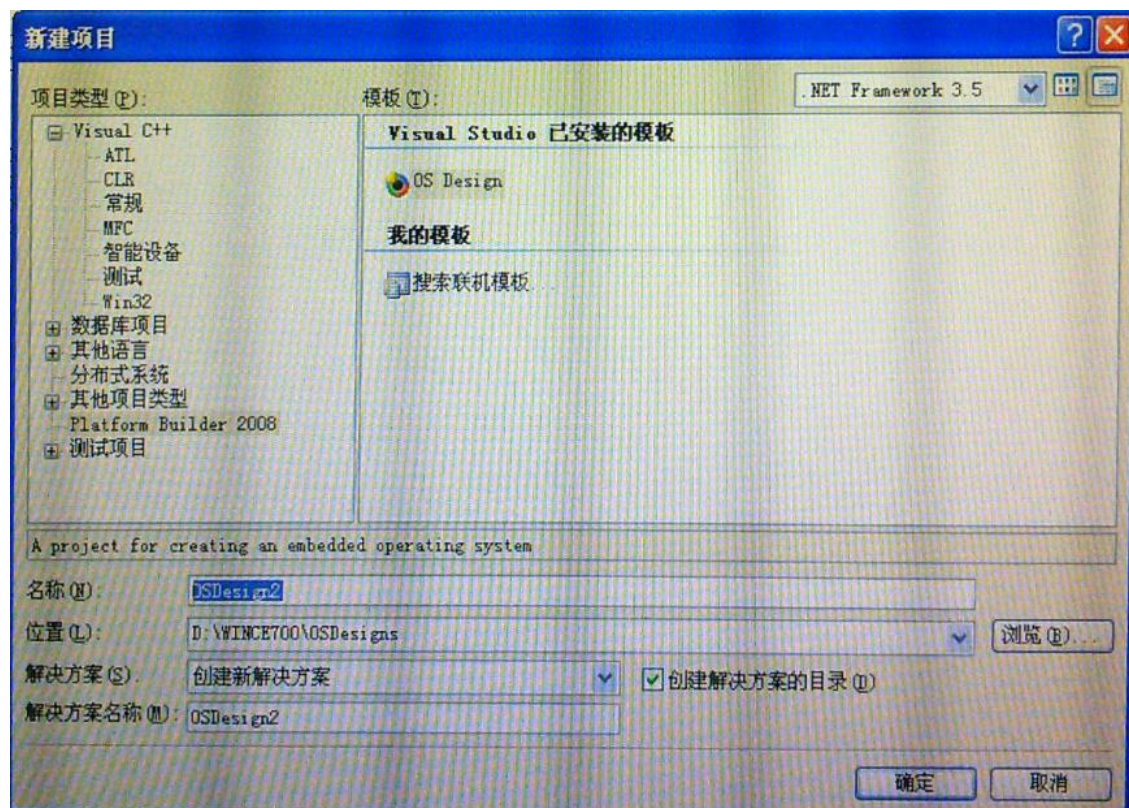 新建项目
项目类型(P):
模板(T):
.NET Framework 3.5
Visual C++
ATL
CLR
常规
MFC
智能设备
测试
Win32
数据库项目
其他语言
分布式系统
其他项目类型
Platform Builder 2008
测试项目
Visual Studio 已安装的模板
OS Design
我的模板
搜索联机模板...
A project for creating an embedded operating system
名称(N):
OSDesign2
位置(L):
D:\WINCE700\OSDesigns
浏览(B)...
解决方案(S):
创建新解决方案
创建解决方案的目录(D)
解决方案名称(M):
OSDesign2
确定
取消